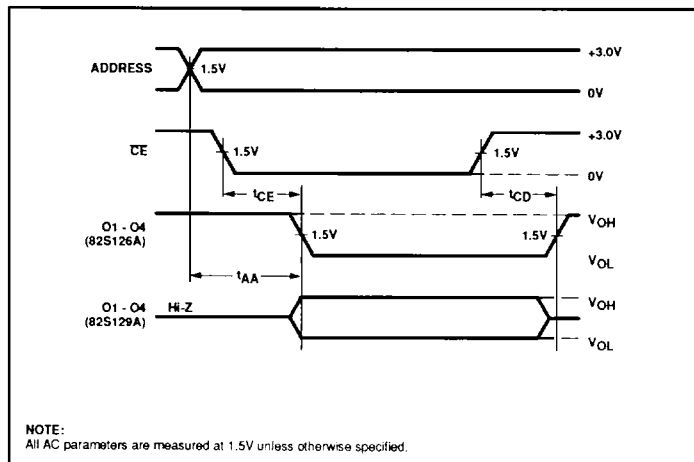 ADDRESS
1.5V
+3.0V
0V
CE
1.5V
1.5V
+3.0V
0V
tCE
tCD
O1 - O4
(82S126A)
1.5V
1.5V
VOH
VOL
tAA
O1 - O4
(82S129A)
Hi-Z
VOH
VOL
NOTE:
All AC parameters are measured at 1.5V unless otherwise specified.